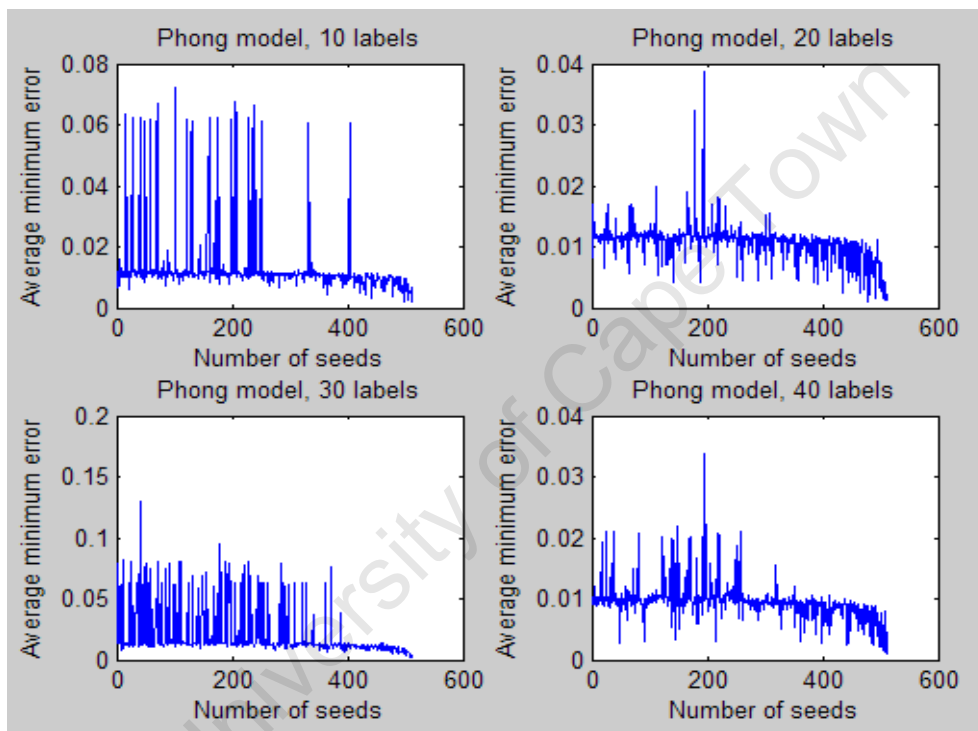 Phong model, 10 labels
Average minimum error
0.08
0.06
0.04
0.02
0
0 200 400 600
Number of seeds
Phong model, 20 labels
Average minimum error
0.04
0.03
0.02
0.01
0
0 200 400 600
Number of seeds
Phong model, 30 labels
Average minimum error
0.2
0.15
0.1
0.05
0
0 200 400 600
Number of seeds
Phong model, 40 labels
Average minimum error
0.04
0.03
0.02
0.01
0
0 200 400 600
Number of seeds
University of Cape Town